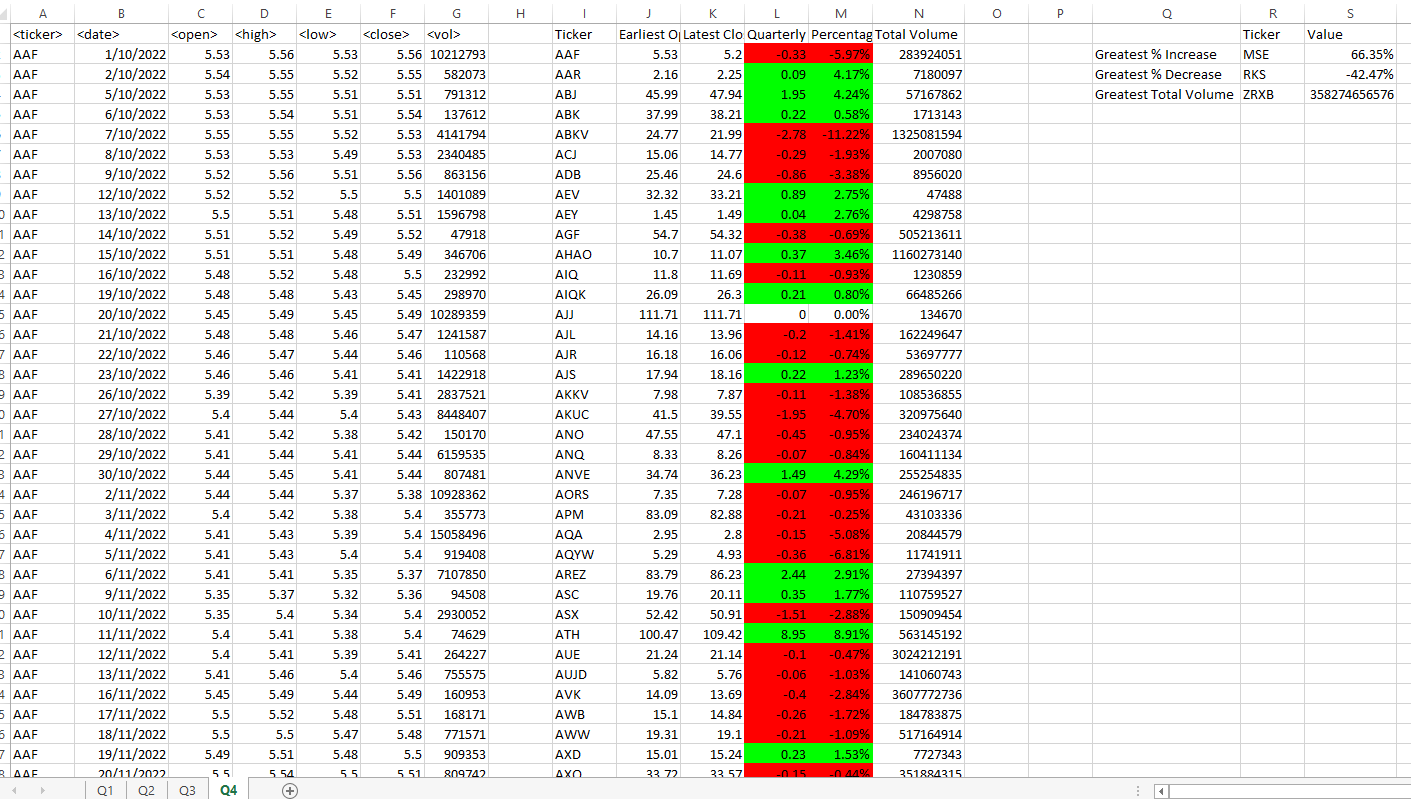 A B C D E F G H I J K L M N O P Q R S
<ticker> <date> <open> <high> <low> <close> <vol> Ticker Earliest Op Latest Clo Quarterly Percentag Total Volume Ticker Value
AAF 1/10/2022 5.53 5.56 5.53 5.56 10212793 AAF 5.53 5.2 -0.33 -5.97% 283924051 Greatest % Increase MSE 66.35%
AAF 2/10/2022 5.54 5.55 5.52 5.55 582073 AAR 2.16 2.25 0.09 4.17% 7180097 Greatest % Decrease RKS -42.47%
AAF 5/10/2022 5.53 5.55 5.51 5.51 791312 ABJ 45.99 47.94 1.95 4.24% 57167862 Greatest Total Volume ZRXB 358274656576
AAF 6/10/2022 5.53 5.54 5.51 5.54 137612 ABK 37.99 38.21 0.22 0.58% 1713143
AAF 7/10/2022 5.55 5.55 5.52 5.53 4141794 ABKV 24.77 21.99 -2.78 -11.22% 1325081594
AAF 8/10/2022 5.53 5.53 5.49 5.53 2340485 ACJ 15.06 14.77 -0.29 -1.93% 2007080
AAF 9/10/2022 5.52 5.56 5.51 5.56 863156 ADB 25.46 24.6 -0.86 -3.38% 8956020
AAF 12/10/2022 5.52 5.52 5.5 5.5 1401089 AEV 32.32 33.21 0.89 2.75% 47488
AAF 13/10/2022 5.5 5.51 5.48 5.51 1596798 AEY 1.45 1.49 0.04 2.76% 4298758
AAF 14/10/2022 5.51 5.52 5.49 5.52 47918 AGF 54.7 54.32 -0.38 -0.69% 505213611
AAF 15/10/2022 5.51 5.51 5.48 5.49 346706 AHAO 10.7 11.07 0.37 3.46% 1160273140
AAF 16/10/2022 5.48 5.52 5.48 5.5 232992 AIQ 11.8 11.69 -0.11 -0.93% 1230859
AAF 19/10/2022 5.48 5.48 5.43 5.45 298970 AIQK 26.09 26.3 0.21 0.80% 66485266
AAF 20/10/2022 5.45 5.49 5.45 5.49 10289359 AJJ 111.71 111.71 0 0.00% 134670
AAF 21/10/2022 5.48 5.48 5.46 5.47 1241587 AJL 14.16 13.96 -0.2 -1.41% 162249647
AAF 22/10/2022 5.46 5.47 5.44 5.46 110568 AJR 16.18 16.06 -0.12 -0.74% 53697777
AAF 23/10/2022 5.46 5.46 5.41 5.41 1422918 AJS 17.94 18.16 0.22 1.23% 289650220
AAF 26/10/2022 5.39 5.42 5.39 5.41 2837521 AKKV 7.98 7.87 -0.11 -1.38% 108536855
AAF 27/10/2022 5.4 5.44 5.4 5.43 8448407 AKUC 41.5 39.55 -1.95 -4.70% 320975640
AAF 28/10/2022 5.41 5.42 5.38 5.42 150170 ANO 47.55 47.1 -0.45 -0.95% 234024374
AAF 29/10/2022 5.41 5.44 5.41 5.44 6159535 ANQ 8.33 8.26 -0.07 -0.84% 160411134
AAF 30/10/2022 5.44 5.45 5.41 5.44 807481 ANVE 34.74 36.23 1.49 4.29% 255254835
AAF 2/11/2022 5.44 5.44 5.37 5.38 10928362 AORS 7.35 7.28 -0.07 -0.95% 246196717
AAF 3/11/2022 5.4 5.42 5.38 5.4 355773 APM 83.09 82.88 -0.21 -0.25% 43103336
AAF 4/11/2022 5.41 5.43 5.39 5.4 15058496 AQA 2.95 2.8 -0.15 -5.08% 20844579
AAF 5/11/2022 5.41 5.43 5.4 5.4 919408 AQYW 5.29 4.93 -0.36 -6.81% 11741911
AAF 6/11/2022 5.41 5.41 5.35 5.37 7107850 AREZ 83.79 86.23 2.44 2.91% 27394397
AAF 9/11/2022 5.35 5.37 5.32 5.36 94508 ASC 19.76 20.11 0.35 1.77% 110759527
AAF 10/11/2022 5.35 5.4 5.34 5.4 2930052 ASX 52.42 50.91 -1.51 -2.88% 150909454
AAF 11/11/2022 5.4 5.41 5.38 5.4 74629 ATH 100.47 109.42 8.95 8.91% 563145192
AAF 12/11/2022 5.4 5.41 5.39 5.41 264227 AUE 21.24 21.14 -0.1 -0.47% 3024212191
AAF 13/11/2022 5.41 5.46 5.4 5.46 755575 AUJD 5.82 5.76 -0.06 -1.03% 141060743
AAF 16/11/2022 5.45 5.49 5.44 5.49 160953 AVK 14.09 13.69 -0.4 -2.84% 3607772736
AAF 17/11/2022 5.5 5.52 5.48 5.51 168171 AWB 15.1 14.84 -0.26 -1.72% 184783875
AAF 18/11/2022 5.5 5.5 5.47 5.48 771571 AWW 19.31 19.1 -0.21 -1.09% 517164914
AAF 19/11/2022 5.49 5.51 5.48 5.5 909353 AXD 15.01 15.24 0.23 1.53% 7727343
AAF 20/11/2022 5.5 5.54 5.5 5.51 809742 AXO 33.72 33.57 -0.15 -0.44% 351884315
Q1 Q2 Q3 Q4